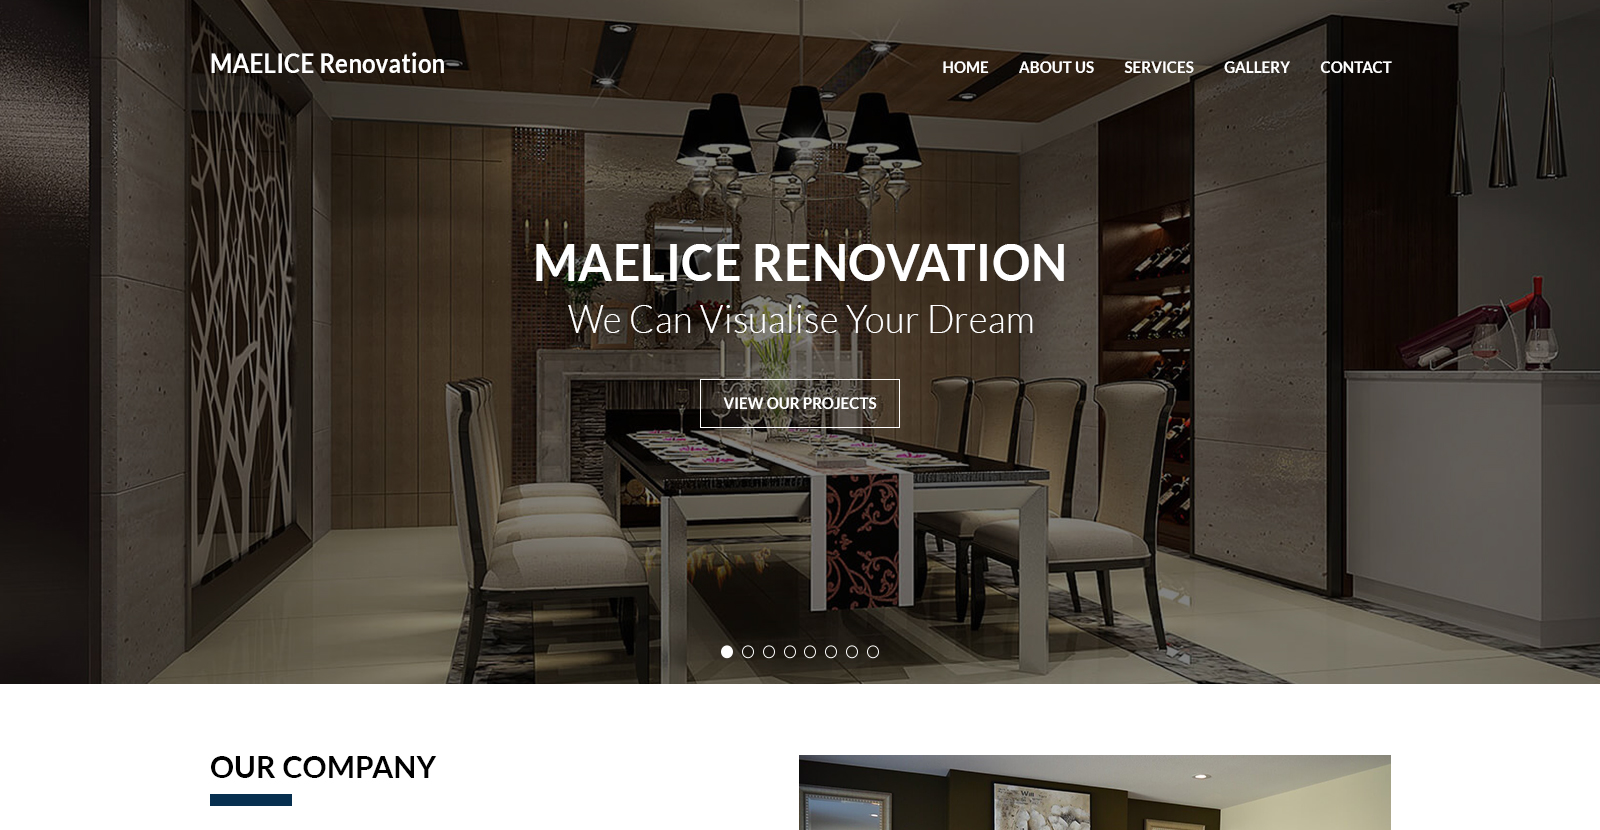 MAELICE Renovation
HOME ABOUT US SERVICES GALLERY CONTACT
MAELICE RENOVATION
We Can Visualise Your Dream
VIEW OUR PROJECTS
OUR COMPANY